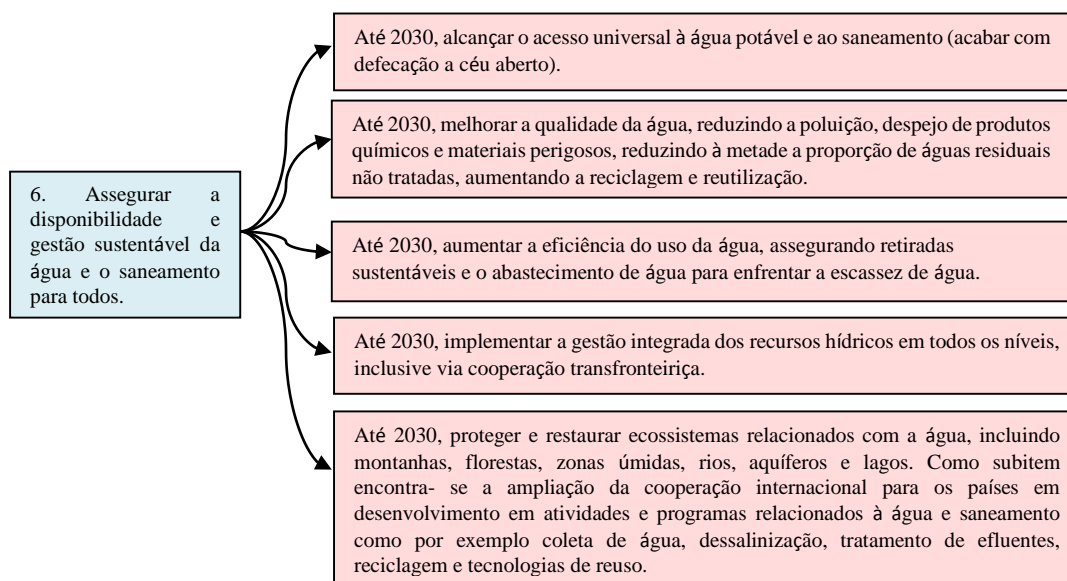 6. Assegurar a
disponibilidade e
gestão sustentável da
água e o saneamento
para todos.
Até 2030, alcançar o acesso universal à água potável e ao saneamento (acabar com
defecação a céu aberto).
Até 2030, melhorar a qualidade da água, reduzindo a poluição, despejo de produtos
químicos e materiais perigosos, reduzindo à metade a proporção de águas residuais
não tratadas, aumentando a reciclagem e reutilização.
Até 2030, aumentar a eficiência do uso da água, assegurando retiradas
sustentáveis e o abastecimento de água para enfrentar a escassez de água.
Até 2030, implementar a gestão integrada dos recursos hídricos em todos os níveis,
inclusive via cooperação transfronteiriça.
Até 2030, proteger e restaurar ecossistemas relacionados com a água, incluindo
montanhas, florestas, zonas úmidas, rios, aquíferos e lagos. Como subitem
encontra- se a ampliação da cooperação internacional para os países em
desenvolvimento em atividades e programas relacionados à água e saneamento
como por exemplo coleta de água, dessalinização, tratamento de efluentes,
reciclagem e tecnologias de reuso.